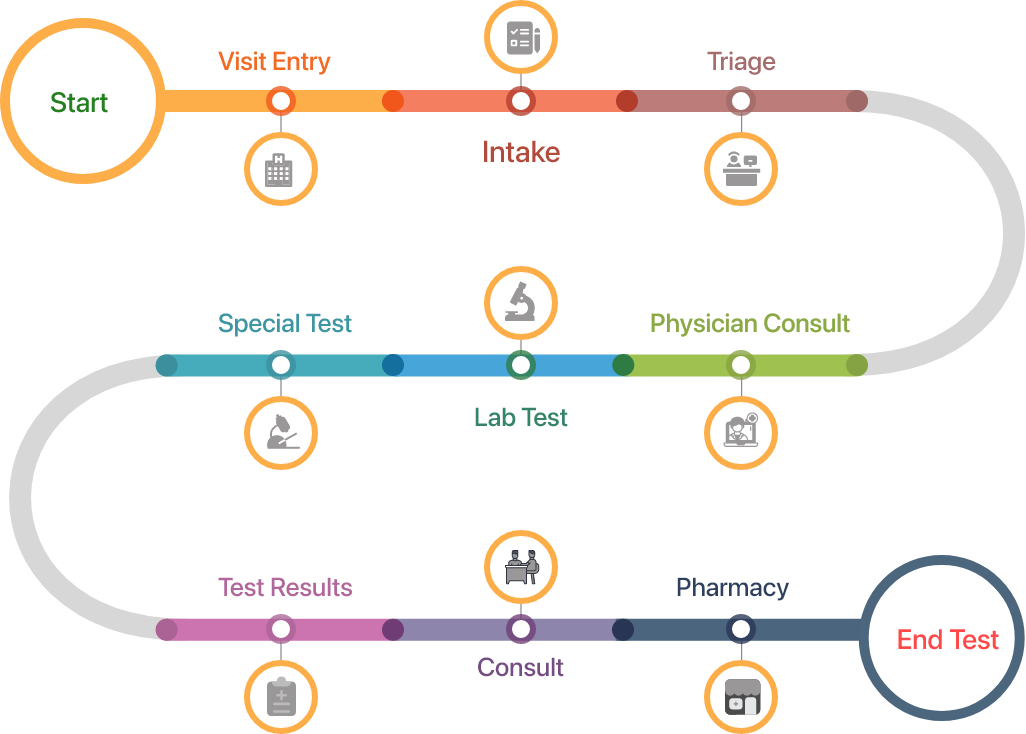 Start
Visit Entry
Intake
Triage
Physician Consult
Lab Test
Special Test
Test Results
Consult
Pharmacy
End Test